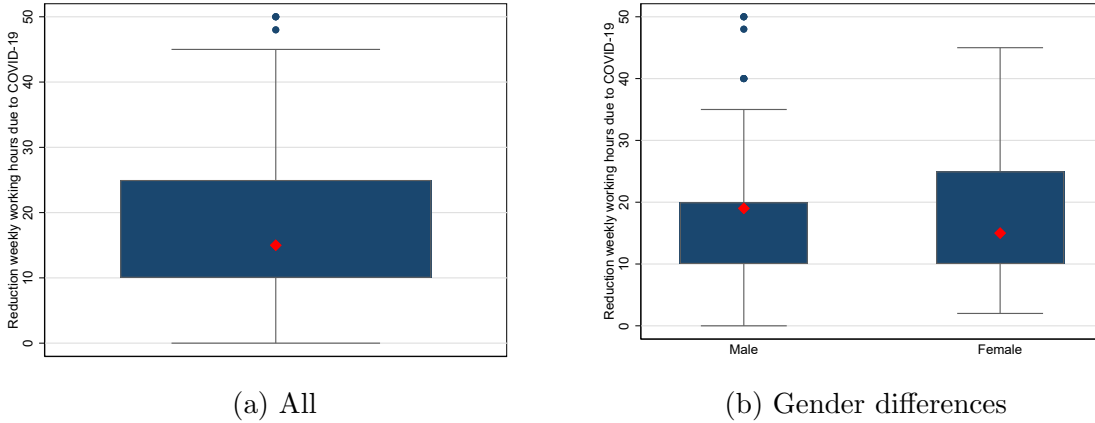 Reduction weekly working hours due to COVID-19
50
40
30
20
10
0
(a) All
Reduction weekly working hours due to COVID-19
50
40
30
20
10
0
Male Female
(b) Gender differences